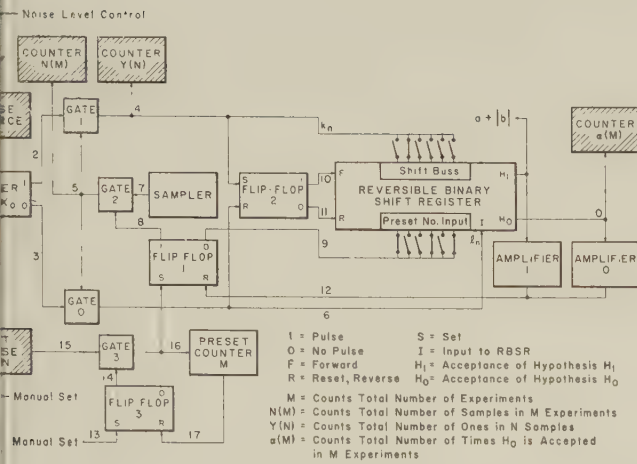 Noise Level Control
COUNTER
N(M)
COUNTER
Y(N)
GATE
1
4
kn
a + |b|
COUNTER
α(M)
2
5
GATE
2
7
SAMPLER
S 1
FLIP-FLOP
2
R 0
10
11
F
R
Shift Buss
REVERSIBLE BINARY
SHIFT REGISTER
Preset No. Input
I
H1
H0
0
ln
1
0 0
3
8
1 0
FLIP FLOP
1
S R
9
AMPLIFIER
1
AMPLIFIER
0
GATE
0
12
6
15
GATE
3
16
PRESET
COUNTER
M
14
FLIP FLOP
3
S R
Manual Set
Manual Set
13
17
N
1 = Pulse
S = Set
0 = No Pulse
I = Input to RBSR
F = Forward
H1 = Acceptance of Hypothesis H1
R = Reset, Reverse
H0 = Acceptance of Hypothesis H0
M = Counts Total Number of Experiments
N(M) = Counts Total Number of Samples in M Experiments
Y(N) = Counts Total Number of Ones in N Samples
α(M) = Counts Total Number of Times H0 is Accepted
in M Experiments